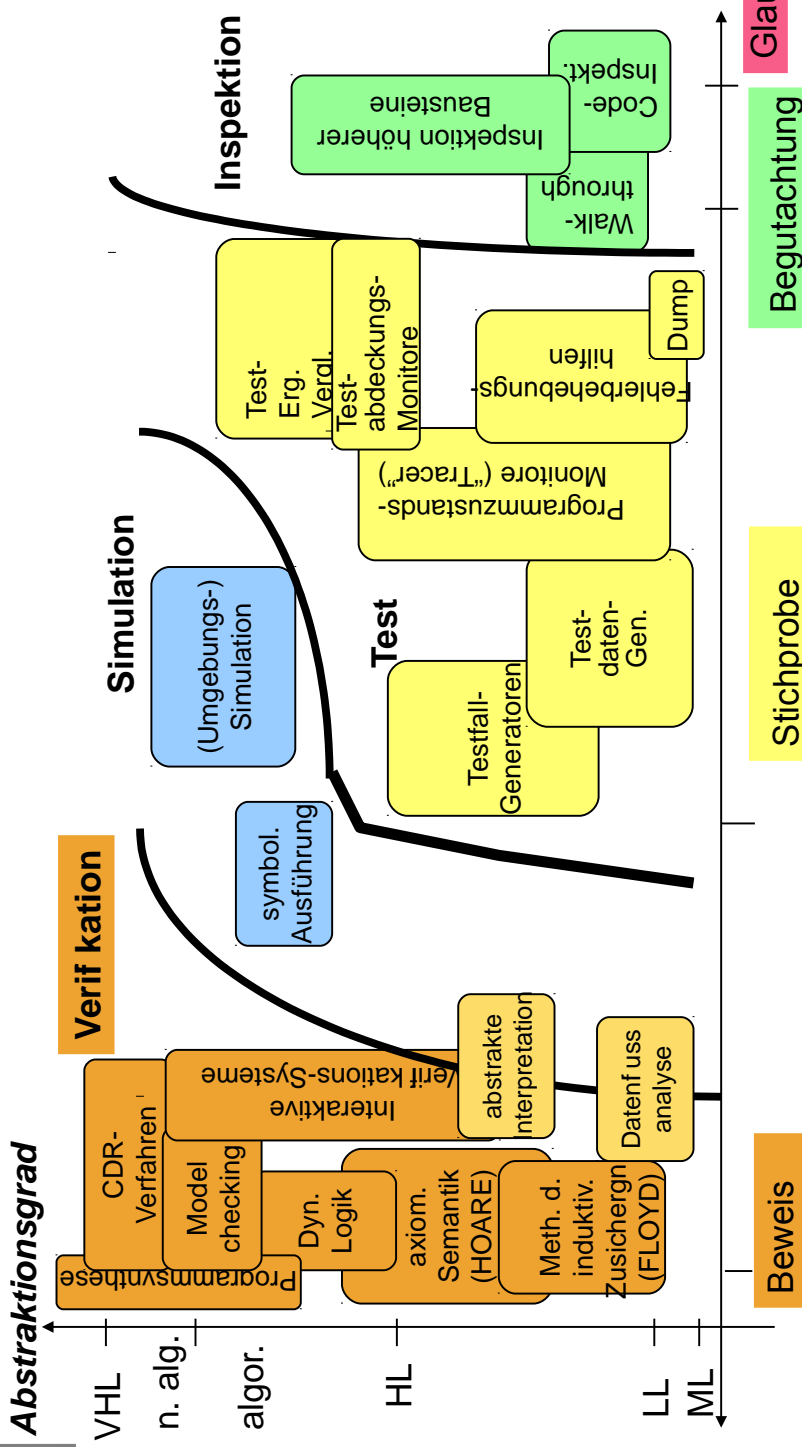 Abstraktionsgrad
VHL
n. alg.
algor.
HL
LL
ML
Verif kation
Simulation
Test
Inspektion
Programmsynthese
CDR-
Verfahren
Model
checking
Dyn.
Logik
axiom.
Semantik
(HOARE)
Meth. d.
induktiv.
Zusichergn
(FLOYD)
Interaktive
Verif kations-Systeme
abstrakte
Interpretation
Datenf uss
analyse
symbol.
Ausführung
(Umgebungs-)
Simulation
Testfall-
Generatoren
Test-
daten-
Gen.
Programmzustands-
Monitore ("Tracer")
Test-
Erg.
Vergl.
Test-
abdeckungs-
Monitore
Fehlerbehebungs-
hilfen
Dump
Inspektion höherer
Bausteine
Walk-
through
Code-
Inspekt.
Beweis
Stichprobe
Begutachtung
Glau